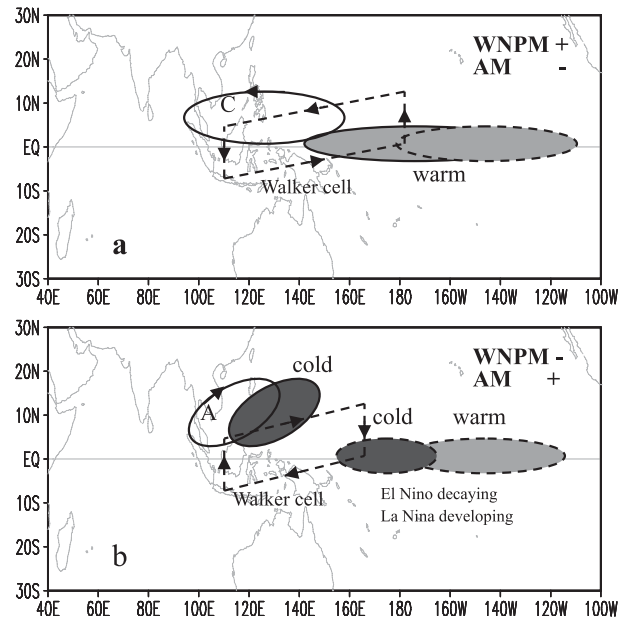 30N
WNPM +
AM -
20N
10N
C
EQ
10S
Walker cell
warm
20S
a
30S
40E 60E 80E 100E 120E 140E 160E 180 160W 140W 120W 100W
30N
WNPM -
AM +
20N
cold
10N
A
cold
warm
EQ
10S
Walker cell
El Nino decaying
La Nina developing
20S
b
30S
40E 60E 80E 100E 120E 140E 160E 180 160W 140W 120W 100W